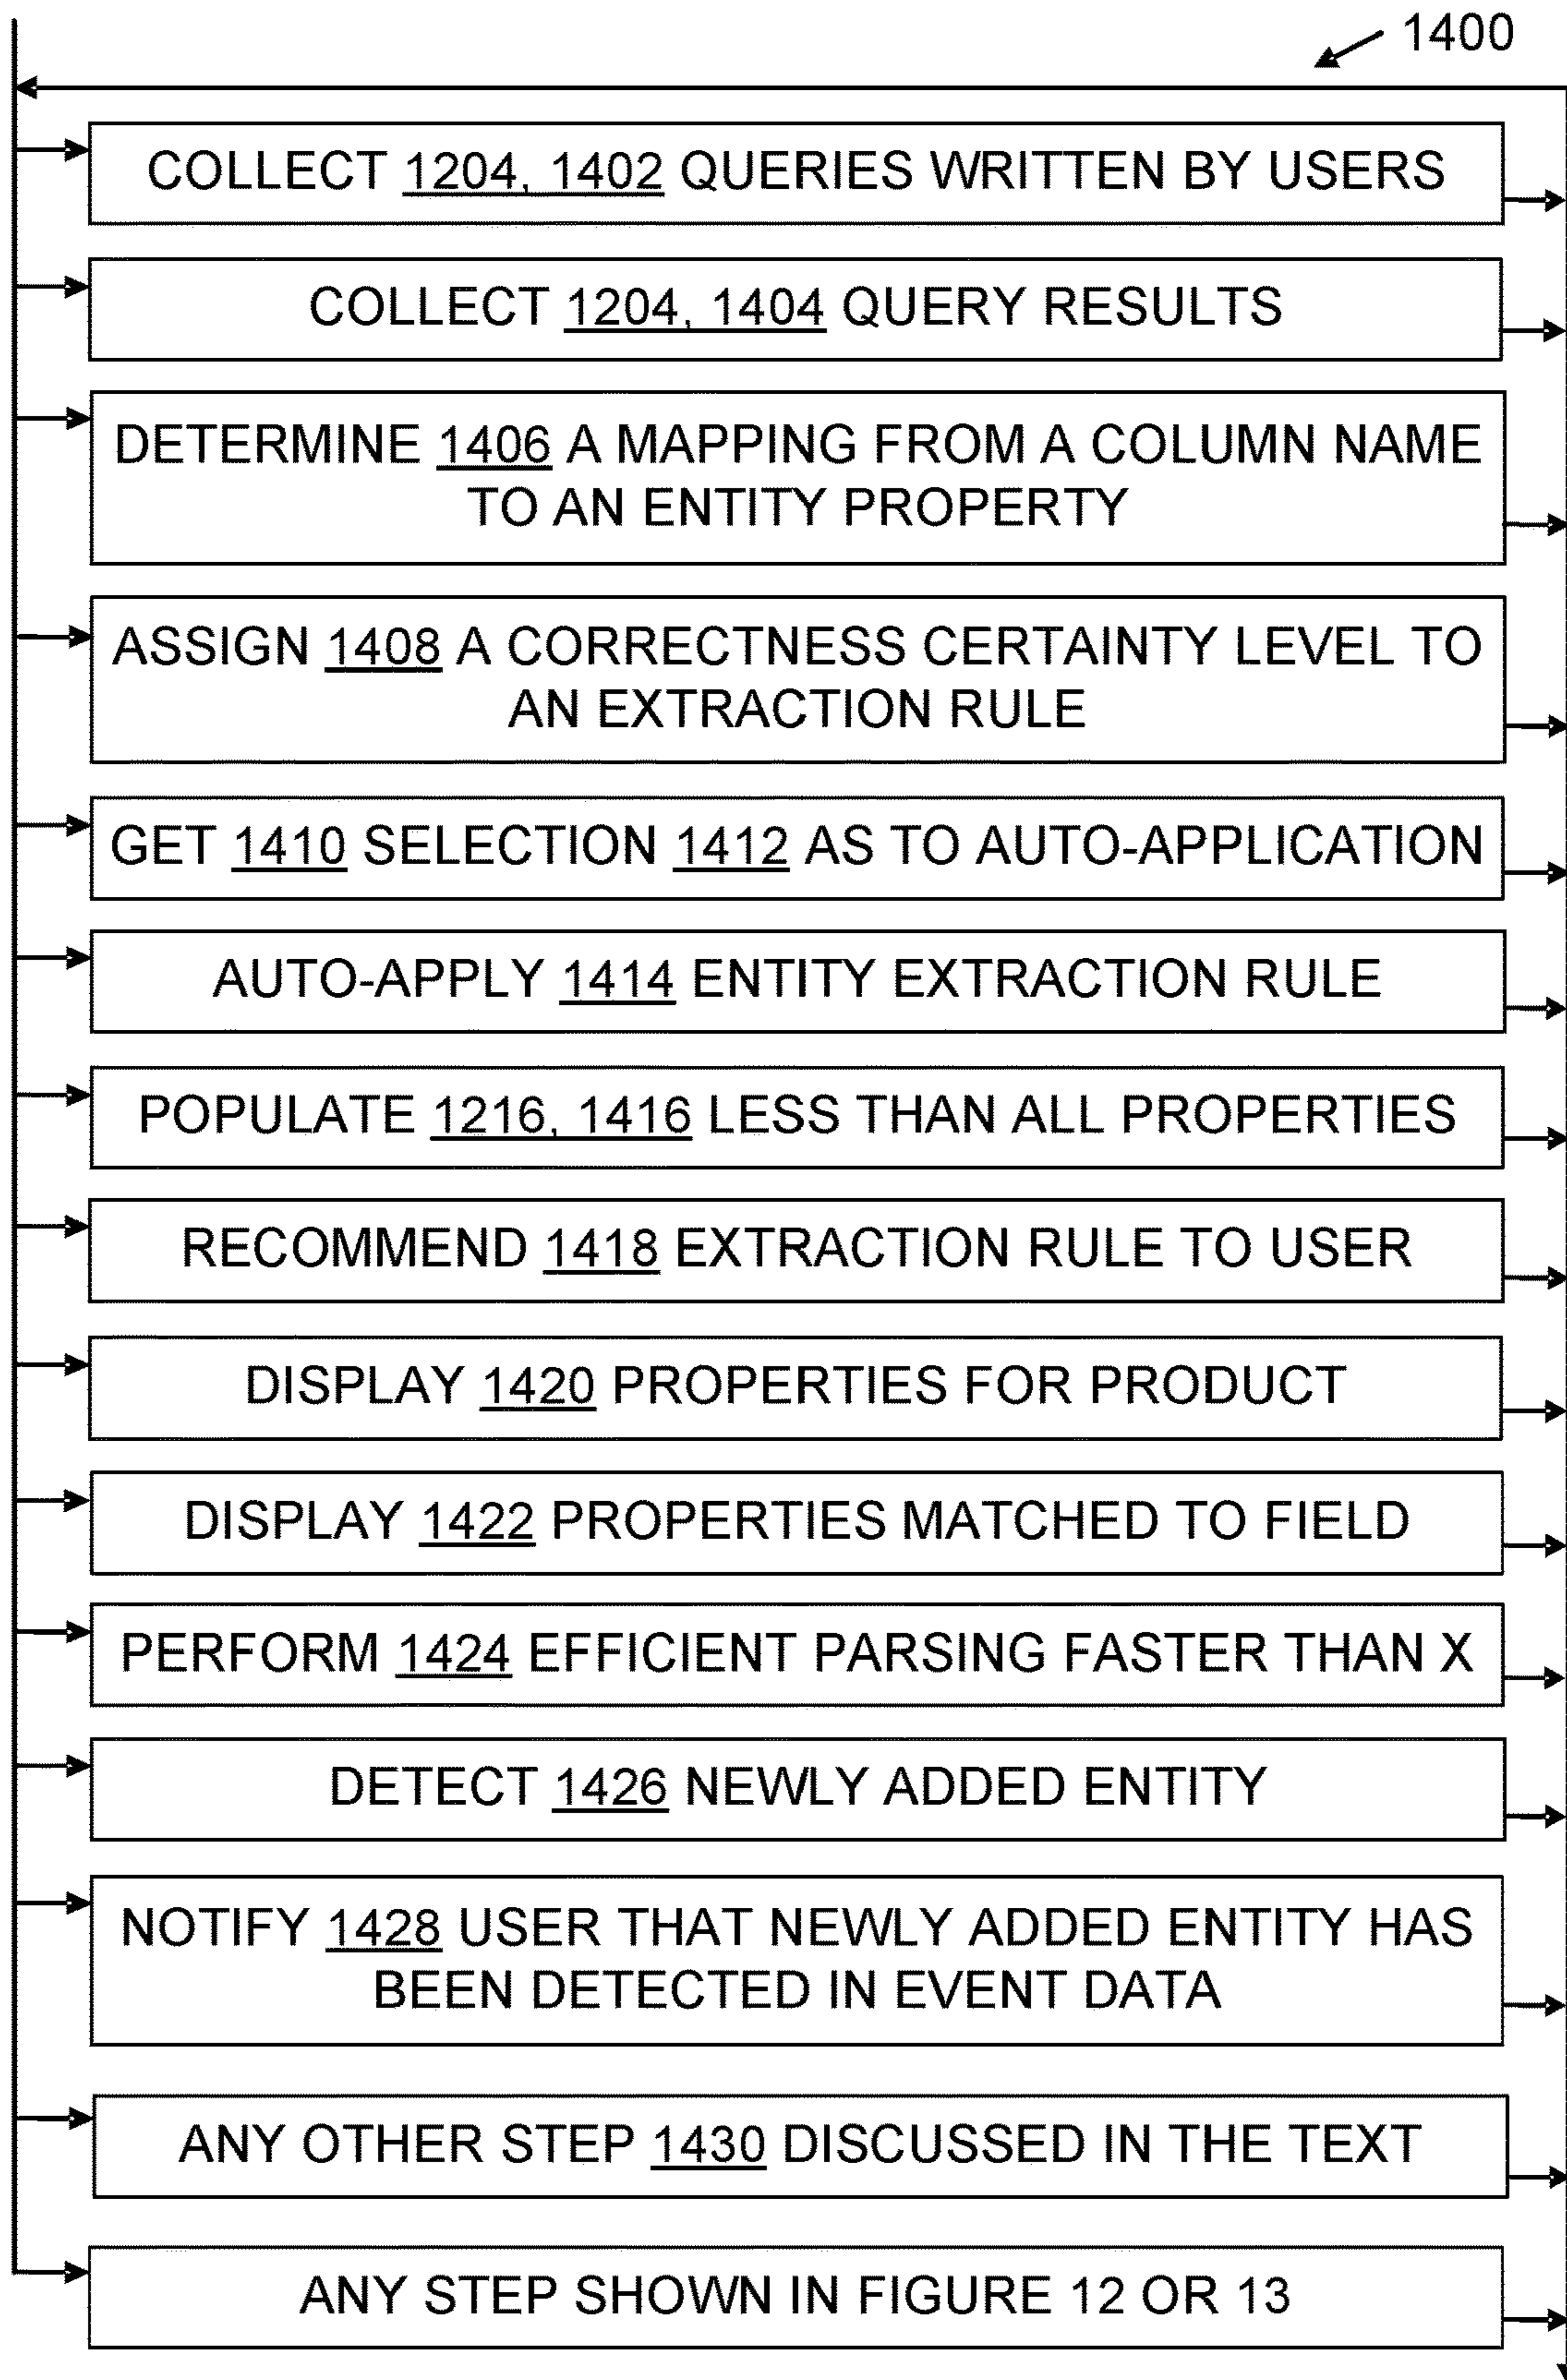 1400
COLLECT 1204, 1402 QUERIES WRITTEN BY USERS
COLLECT 1204, 1404 QUERY RESULTS
DETERMINE 1406 A MAPPING FROM A COLUMN NAME
TO AN ENTITY PROPERTY
ASSIGN 1408 A CORRECTNESS CERTAINTY LEVEL TO
AN EXTRACTION RULE
GET 1410 SELECTION 1412 AS TO AUTO-APPLICATION
AUTO-APPLY 1414 ENTITY EXTRACTION RULE
POPULATE 1216, 1416 LESS THAN ALL PROPERTIES
RECOMMEND 1418 EXTRACTION RULE TO USER
DISPLAY 1420 PROPERTIES FOR PRODUCT
DISPLAY 1422 PROPERTIES MATCHED TO FIELD
PERFORM 1424 EFFICIENT PARSING FASTER THAN X
DETECT 1426 NEWLY ADDED ENTITY
NOTIFY 1428 USER THAT NEWLY ADDED ENTITY HAS
BEEN DETECTED IN EVENT DATA
ANY OTHER STEP 1430 DISCUSSED IN THE TEXT
ANY STEP SHOWN IN FIGURE 12 OR 13